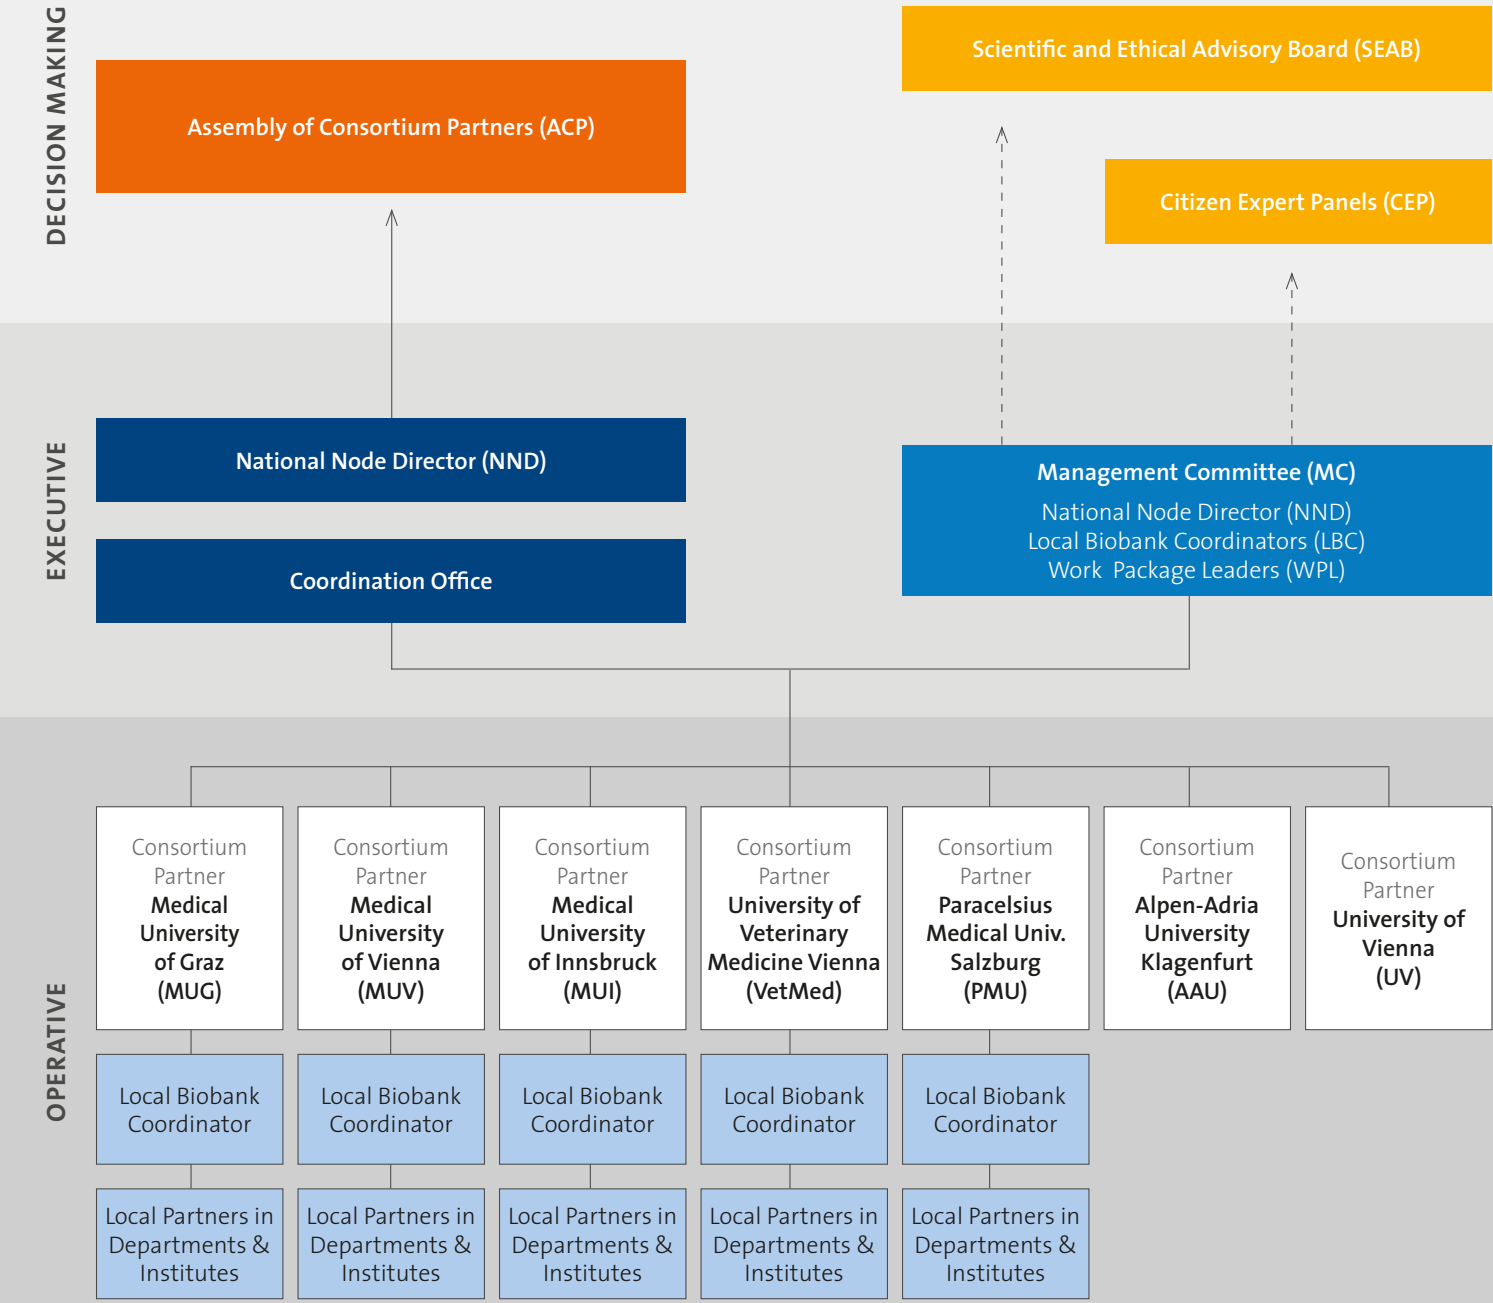 DECISION MAKING
Assembly of Consortium Partners (ACP)
Scientific and Ethical Advisory Board (SEAB)
Citizen Expert Panels (CEP)
EXECUTIVE
National Node Director (NND)
Coordination Office
Management Committee (MC)
National Node Director (NND)
Local Biobank Coordinators (LBC)
Work Package Leaders (WPL)
OPERATIVE
Consortium
Partner
Medical
University
of Graz
(MUG)
Local Biobank
Coordinator
Local Partners in
Departments &
Institutes
Consortium
Partner
Medical
University
of Vienna
(MUV)
Local Biobank
Coordinator
Local Partners in
Departments &
Institutes
Consortium
Partner
Medical
University
of Innsbruck
(MUI)
Local Biobank
Coordinator
Local Partners in
Departments &
Institutes
Consortium
Partner
University of
Veterinary
Medicine Vienna
(VetMed)
Local Biobank
Coordinator
Local Partners in
Departments &
Institutes
Consortium
Partner
Paracelsius
Medical Univ.
Salzburg
(PMU)
Local Biobank
Coordinator
Local Partners in
Departments &
Institutes
Consortium
Partner
Alpen-Adria
University
Klagenfurt
(AAU)
Consortium
Partner
University of
Vienna
(UV)